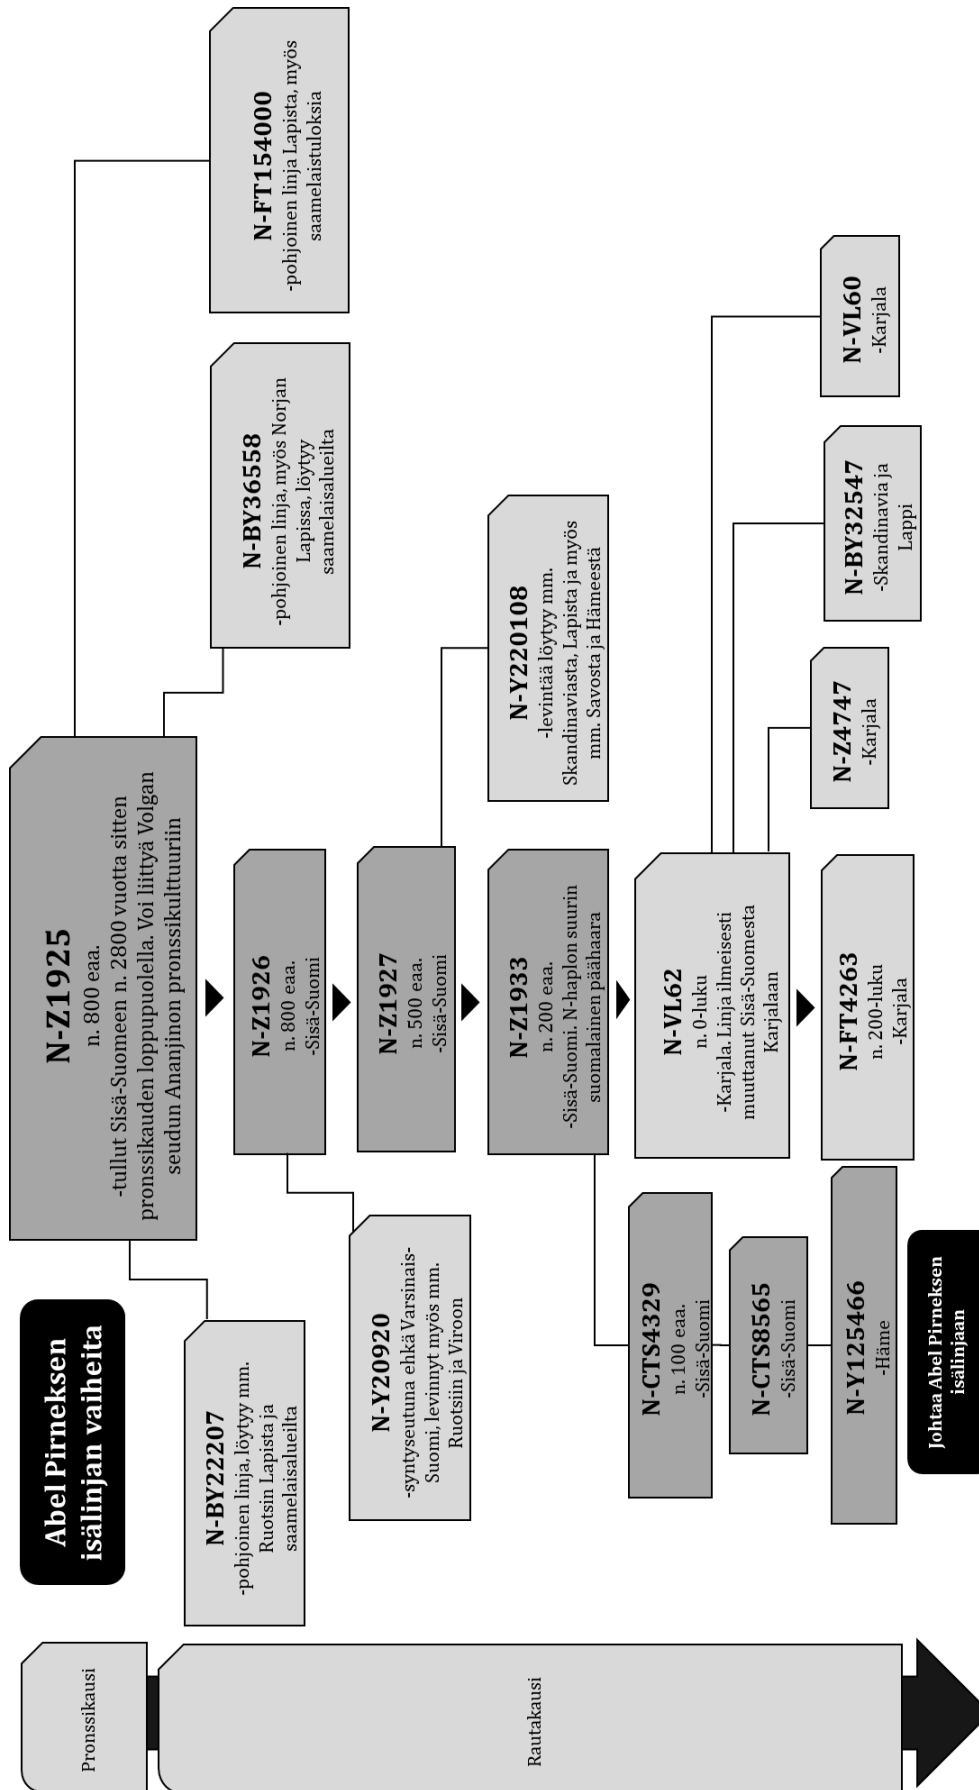 Abel Pirneksen
isälinjan vaiheita
Pronssikausi
Rautakausi
N-Z1925
n. 800 eaa.
-tullut Sisä-Suomeen n. 2800 vuotta sitten
pronssikauden loppupuolella. Voi liittyä Volgan
seudun Ananjinon pronssikulttuuriin
N-BY22207
-pohjoinen linja, löytyy mm.
Ruotsin Lapista ja
saamelaisalueilta
N-BY36558
-pohjoinen linja, myös Norjan
Lapissa, löytyy
saamelaisalueilta
N-FT154000
-pohjoinen linja Lapista, myös
saamelaistuloksia
N-Z1926
n. 800 eaa.
-Sisä-Suomi
N-Y20920
-syntyseutuna ehkä Varsinais-
Suomi, levinnyt myös mm.
Ruotsiin ja Viroon
N-Z1927
n. 500 eaa.
-Sisä-Suomi
N-Y220108
-levintää löytyy mm.
Skandinaviasta, Lapista ja myös
mm. Savosta ja Hämeestä
N-Z1933
n. 200 eaa.
-Sisä-Suomi. N-haplon suurin
suomalainen päähaara
N-CTS4329
n. 100 eaa.
-Sisä-Suomi
N-CTS8565
-Sisä-Suomi
N-Y125466
-Häme
Johtaa Abel Pirneksen
isälinjaan
N-VL62
n. 0-luku
-Karjala. Linja ilmeisesti
muuttanut Sisä-Suomesta
Karjalaan
N-FT4263
n. 200-luku
-Karjala
N-Z4747
-Karjala
N-BY32547
-Skandinavia ja
Lappi
N-VL60
-Karjala